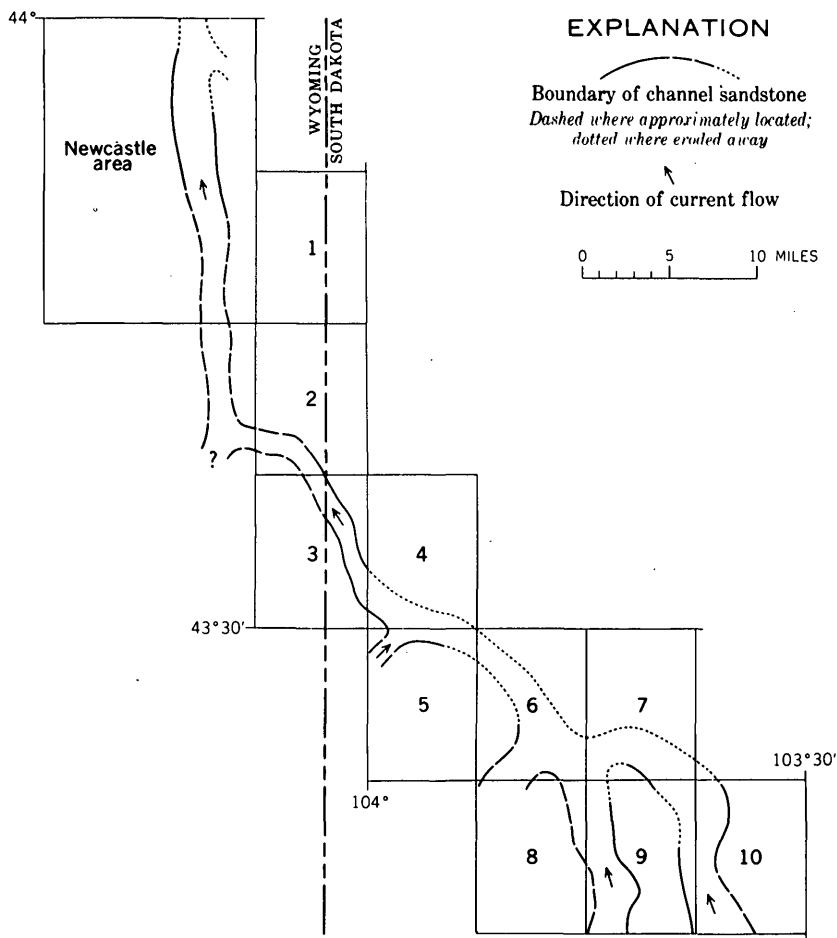 44°
EXPLANATION
Boundary of channel sandstone
Dashed where approximately located;
dotted where eroded away
Direction of current flow
0 5 10 MILES
WYOMING
SOUTH DAKOTA
Newcastle
area
1
2
?
3
4
43°30'
5
6
7
103°30'
104°
8
9
10